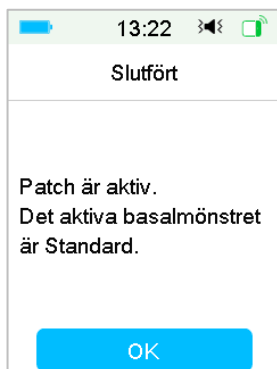 13:22
Slutfört
Patch är aktiv.
Det aktiva basalmönstret
är Standard.
OK